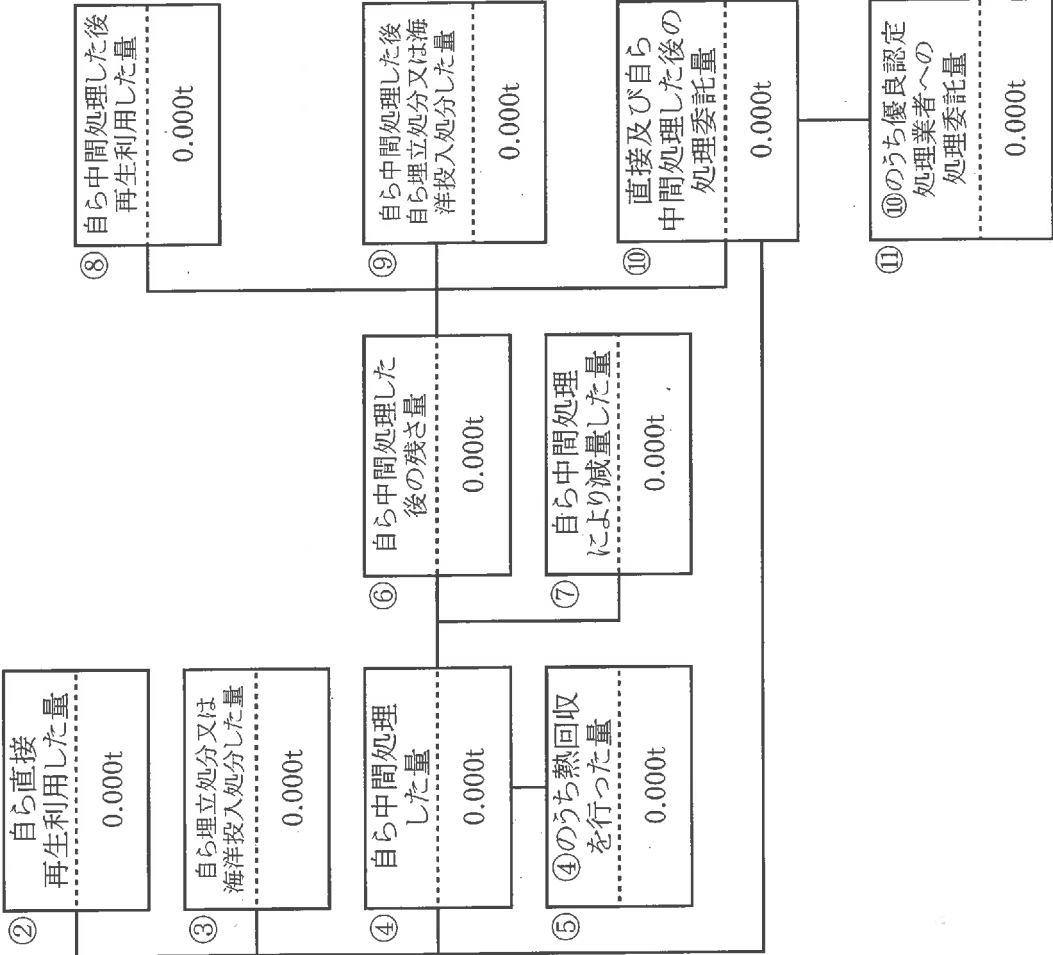 ②
自ら直接
再生利用した量
0.000t
③
自ら埋立処分又は
海洋投入処分した量
0.000t
④
自ら中間処理
した量
0.000t
⑤
④のうち熱回収
を行った量
0.000t
⑥
自ら中間処理した
後の残さ量
0.000t
⑦
自ら中間処理
により減量した量
0.000t
⑧
自ら中間処理した後
再生利用した量
0.000t
⑨
自ら中間処理した後
自ら埋立処分又は海
洋投入処分した量
0.000t
⑩
直接及び自ら
中間処理した後の
処理委託量
0.000t
⑪
⑩のうち優良認定
処理業者への
処理委託量
0.000t